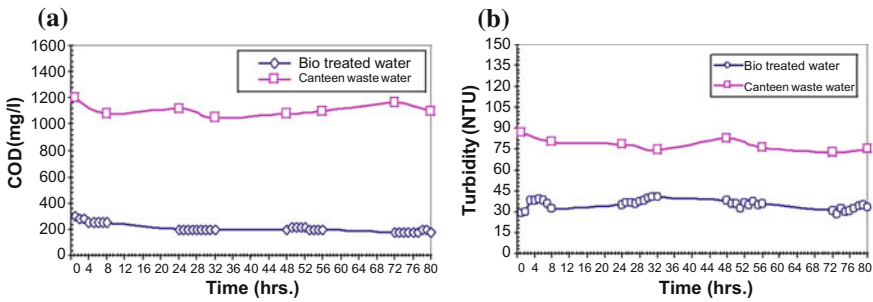 (a)
COD(mg/l)
1600
1400
1200
1000
800
600
400
200
0
Bio treated water
Canteen waste water
0 4 8 12 16 20 24 28 32 36 40 44 48 52 56 60 64 68 72 76 80
Time (hrs.)
(b)
Turbidity (NTU)
150
135
120
105
90
75
60
45
30
15
0
Bio treated water
Canteen waste water
0 4 8 12 16 20 24 28 32 36 40 44 48 52 56 60 64 68 72 76 80
Time (hrs.)